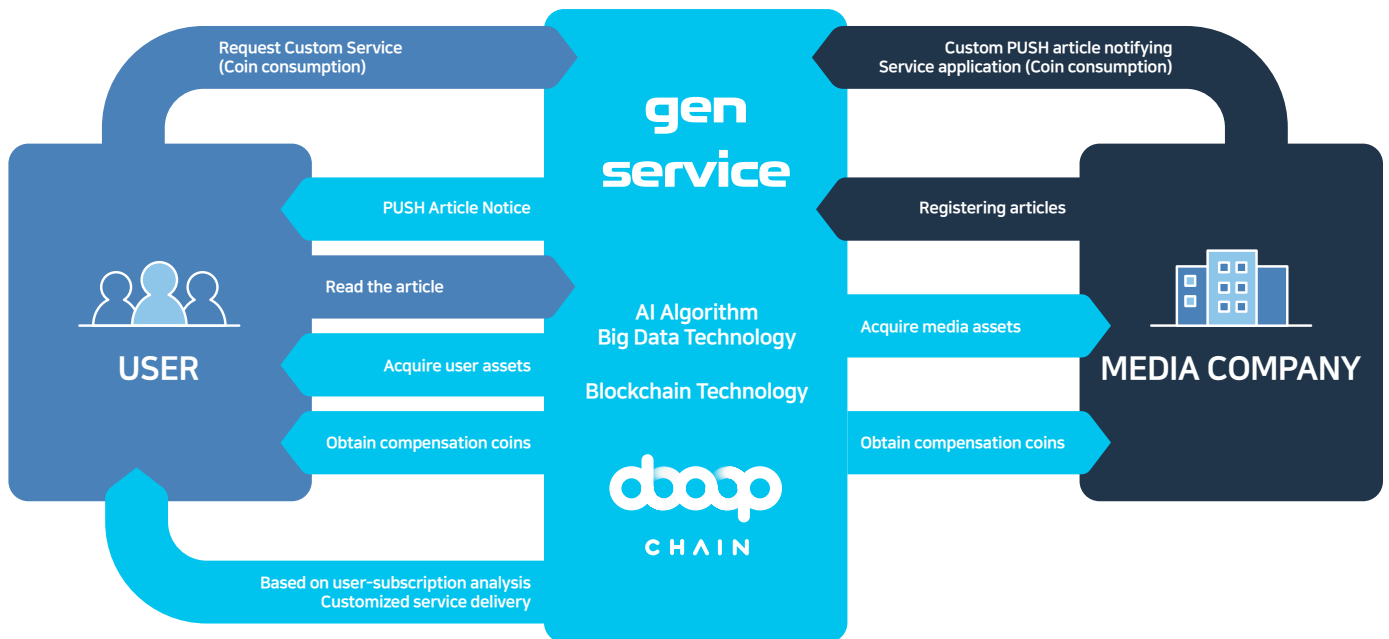 Request Custom Service
(Coin consumption)
PUSH Article Notice
Read the article
Acquire user assets
Obtain compensation coins
Based on user-subscription analysis
Customized service delivery
USER
gen
service
AI Algorithm
Big Data Technology
Blockchain Technology
dooop
CHAIN
Custom PUSH article notifying
Service application (Coin consumption)
Registering articles
Acquire media assets
Obtain compensation coins
MEDIA COMPANY